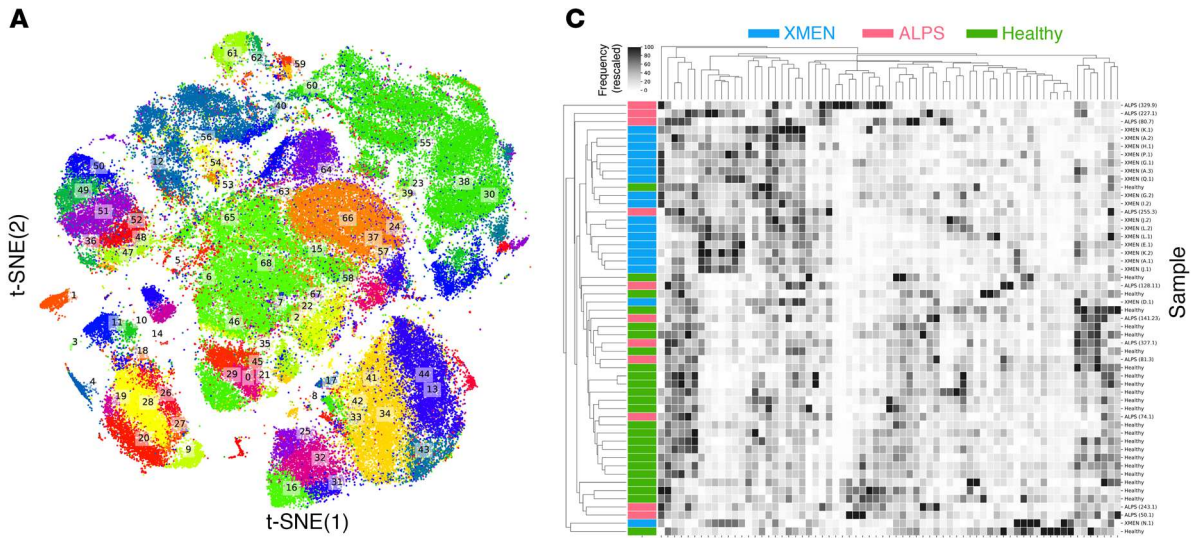 A
t-SNE(2)
t-SNE(1)
61
62
59
60
40
55
56
12
54
53
50
49
51
52
36
48
47
5
63
64
23
39
38
30
65
66
24
37
15
57
68
6
58
67
7
22
2
46
35
1
11
10
14
3
18
4
19
26
28
20
27
9
29
45
0
21
17
8
41
44
13
42
33
34
43
25
32
31
16
C
XMEN
ALPS
Healthy
Frequency
(rescaled)
100
80
60
40
20
0
ALPS (329.9)
ALPS (227.1)
ALPS (80.7)
XMEN (K.1)
XMEN (A.2)
XMEN (H.1)
XMEN (P.1)
XMEN (G.1)
XMEN (A.3)
XMEN (Q.1)
Healthy
XMEN (G.2)
XMEN (I.2)
ALPS (255.3)
XMEN (J.2)
XMEN (L.2)
XMEN (L.1)
XMEN (E.1)
XMEN (K.2)
XMEN (A.1)
XMEN (J.1)
Healthy
ALPS (128.11)
Healthy
XMEN (D.1)
Healthy
ALPS (141.23)
Healthy
Healthy
ALPS (327.1)
Healthy
ALPS (81.3)
Healthy
Healthy
Healthy
Healthy
Healthy
Healthy
ALPS (74.1)
Healthy
Healthy
Healthy
Healthy
Healthy
Healthy
Healthy
Healthy
Healthy
Healthy
ALPS (243.1)
ALPS (50.1)
XMEN (N.1)
Healthy
Sample